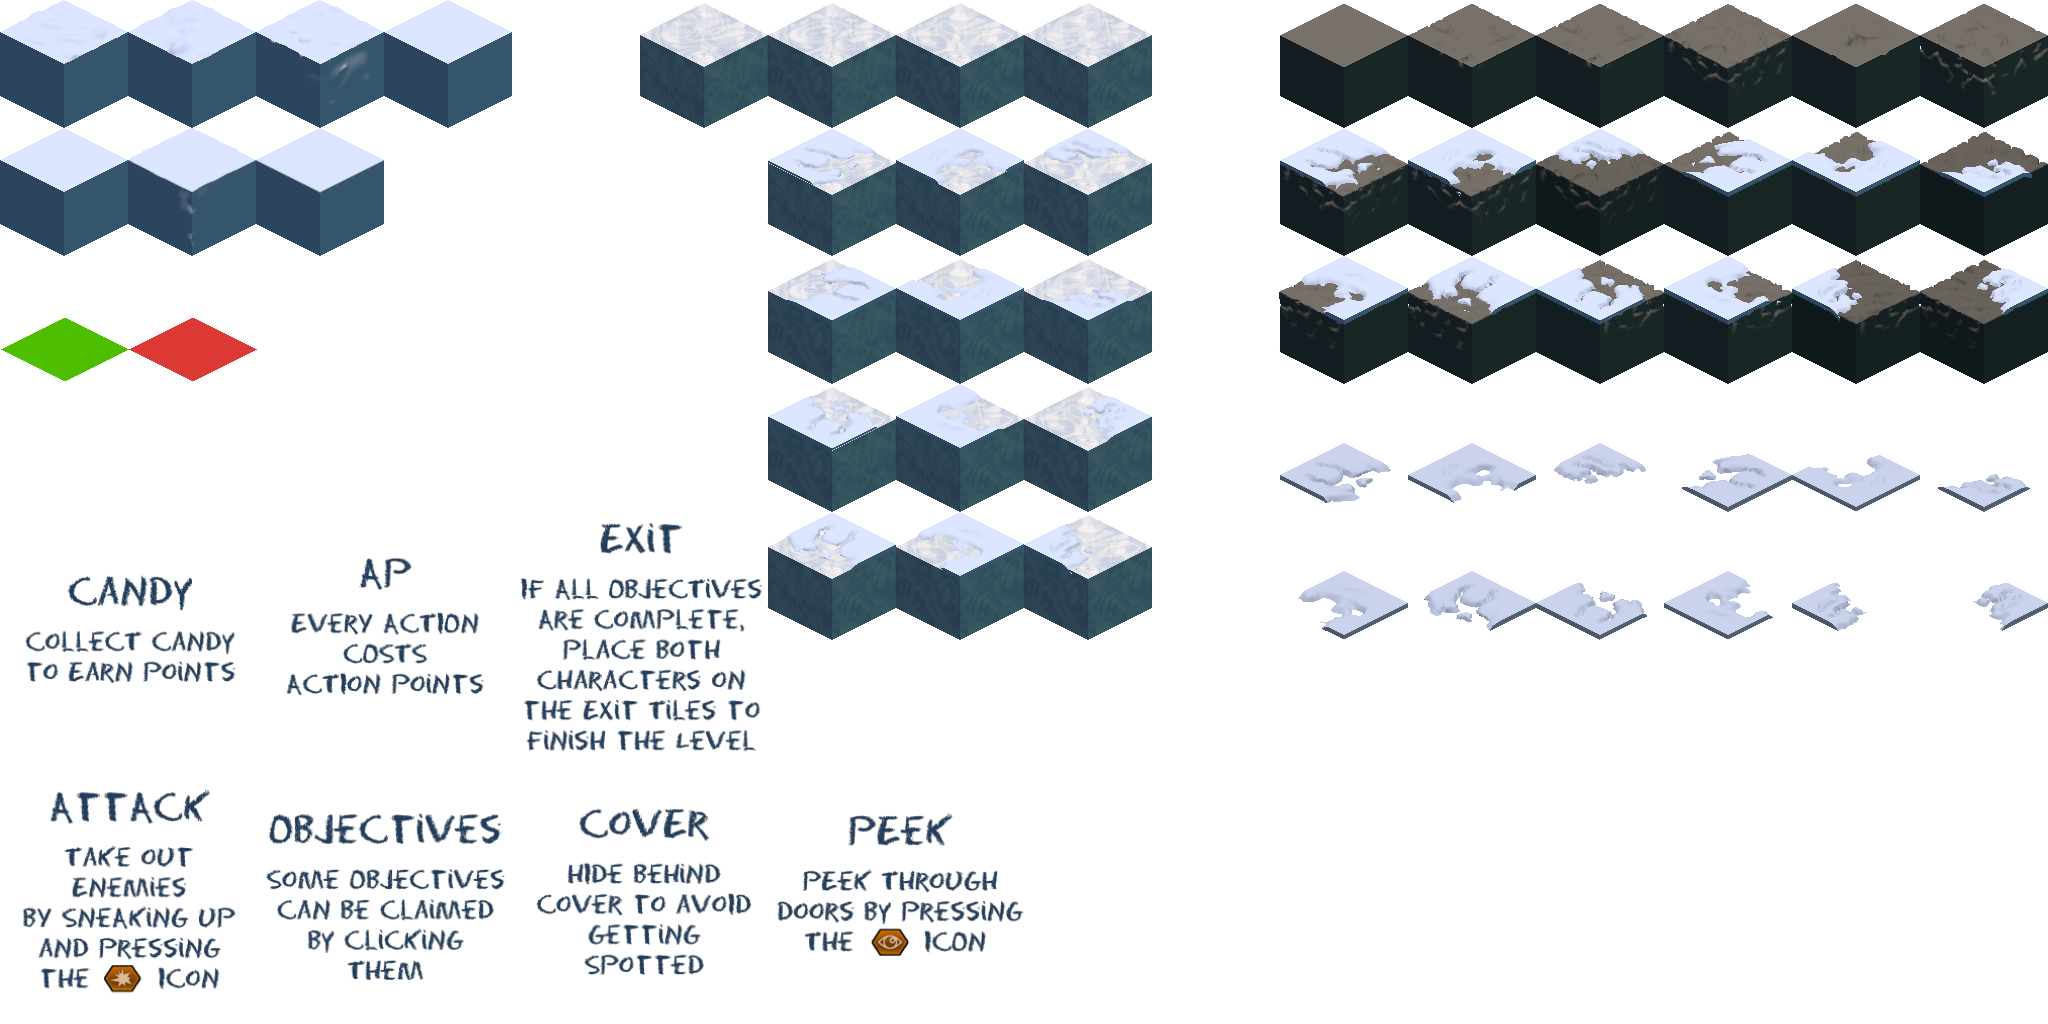 EXIT
IF ALL OBJECTIVES
ARE COMPLETE,
PLACE BOTH
CHARACTERS ON
THE EXIT TILES TO
FINISH THE LEVEL
AP
EVERY ACTION
COSTS
ACTION POINTS
CANDY
COLLECT CANDY
TO EARN POINTS
ATTACK
TAKE OUT
ENEMIES
BY SNEAKING UP
AND PRESSING
THE ICON
OBJECTIVES
SOME OBJECTIVES
CAN BE CLAIMED
BY CLICKING
THEM
COVER
HIDE BEHIND
COVER TO AVOID
GETTING
SPOTTED
PEEK
PEEK THROUGH
DOORS BY PRESSING
THE ICON